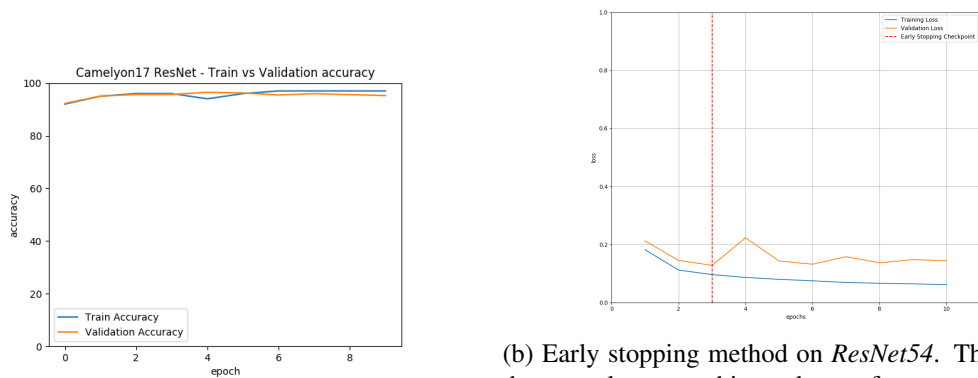 Camelyon17 ResNet - Train vs Validation accuracy
100
80
60
40
20
0
accuracy
0 2 4 6 8
epoch
Train Accuracy
Validation Accuracy
1.0
0.8
0.6
0.4
0.2
0.0
loss
0 2 4 6 8 10
epochs
Training Loss
Validation Loss
Early Stopping Checkpoint
(b) Early stopping method on ResNet54. Th